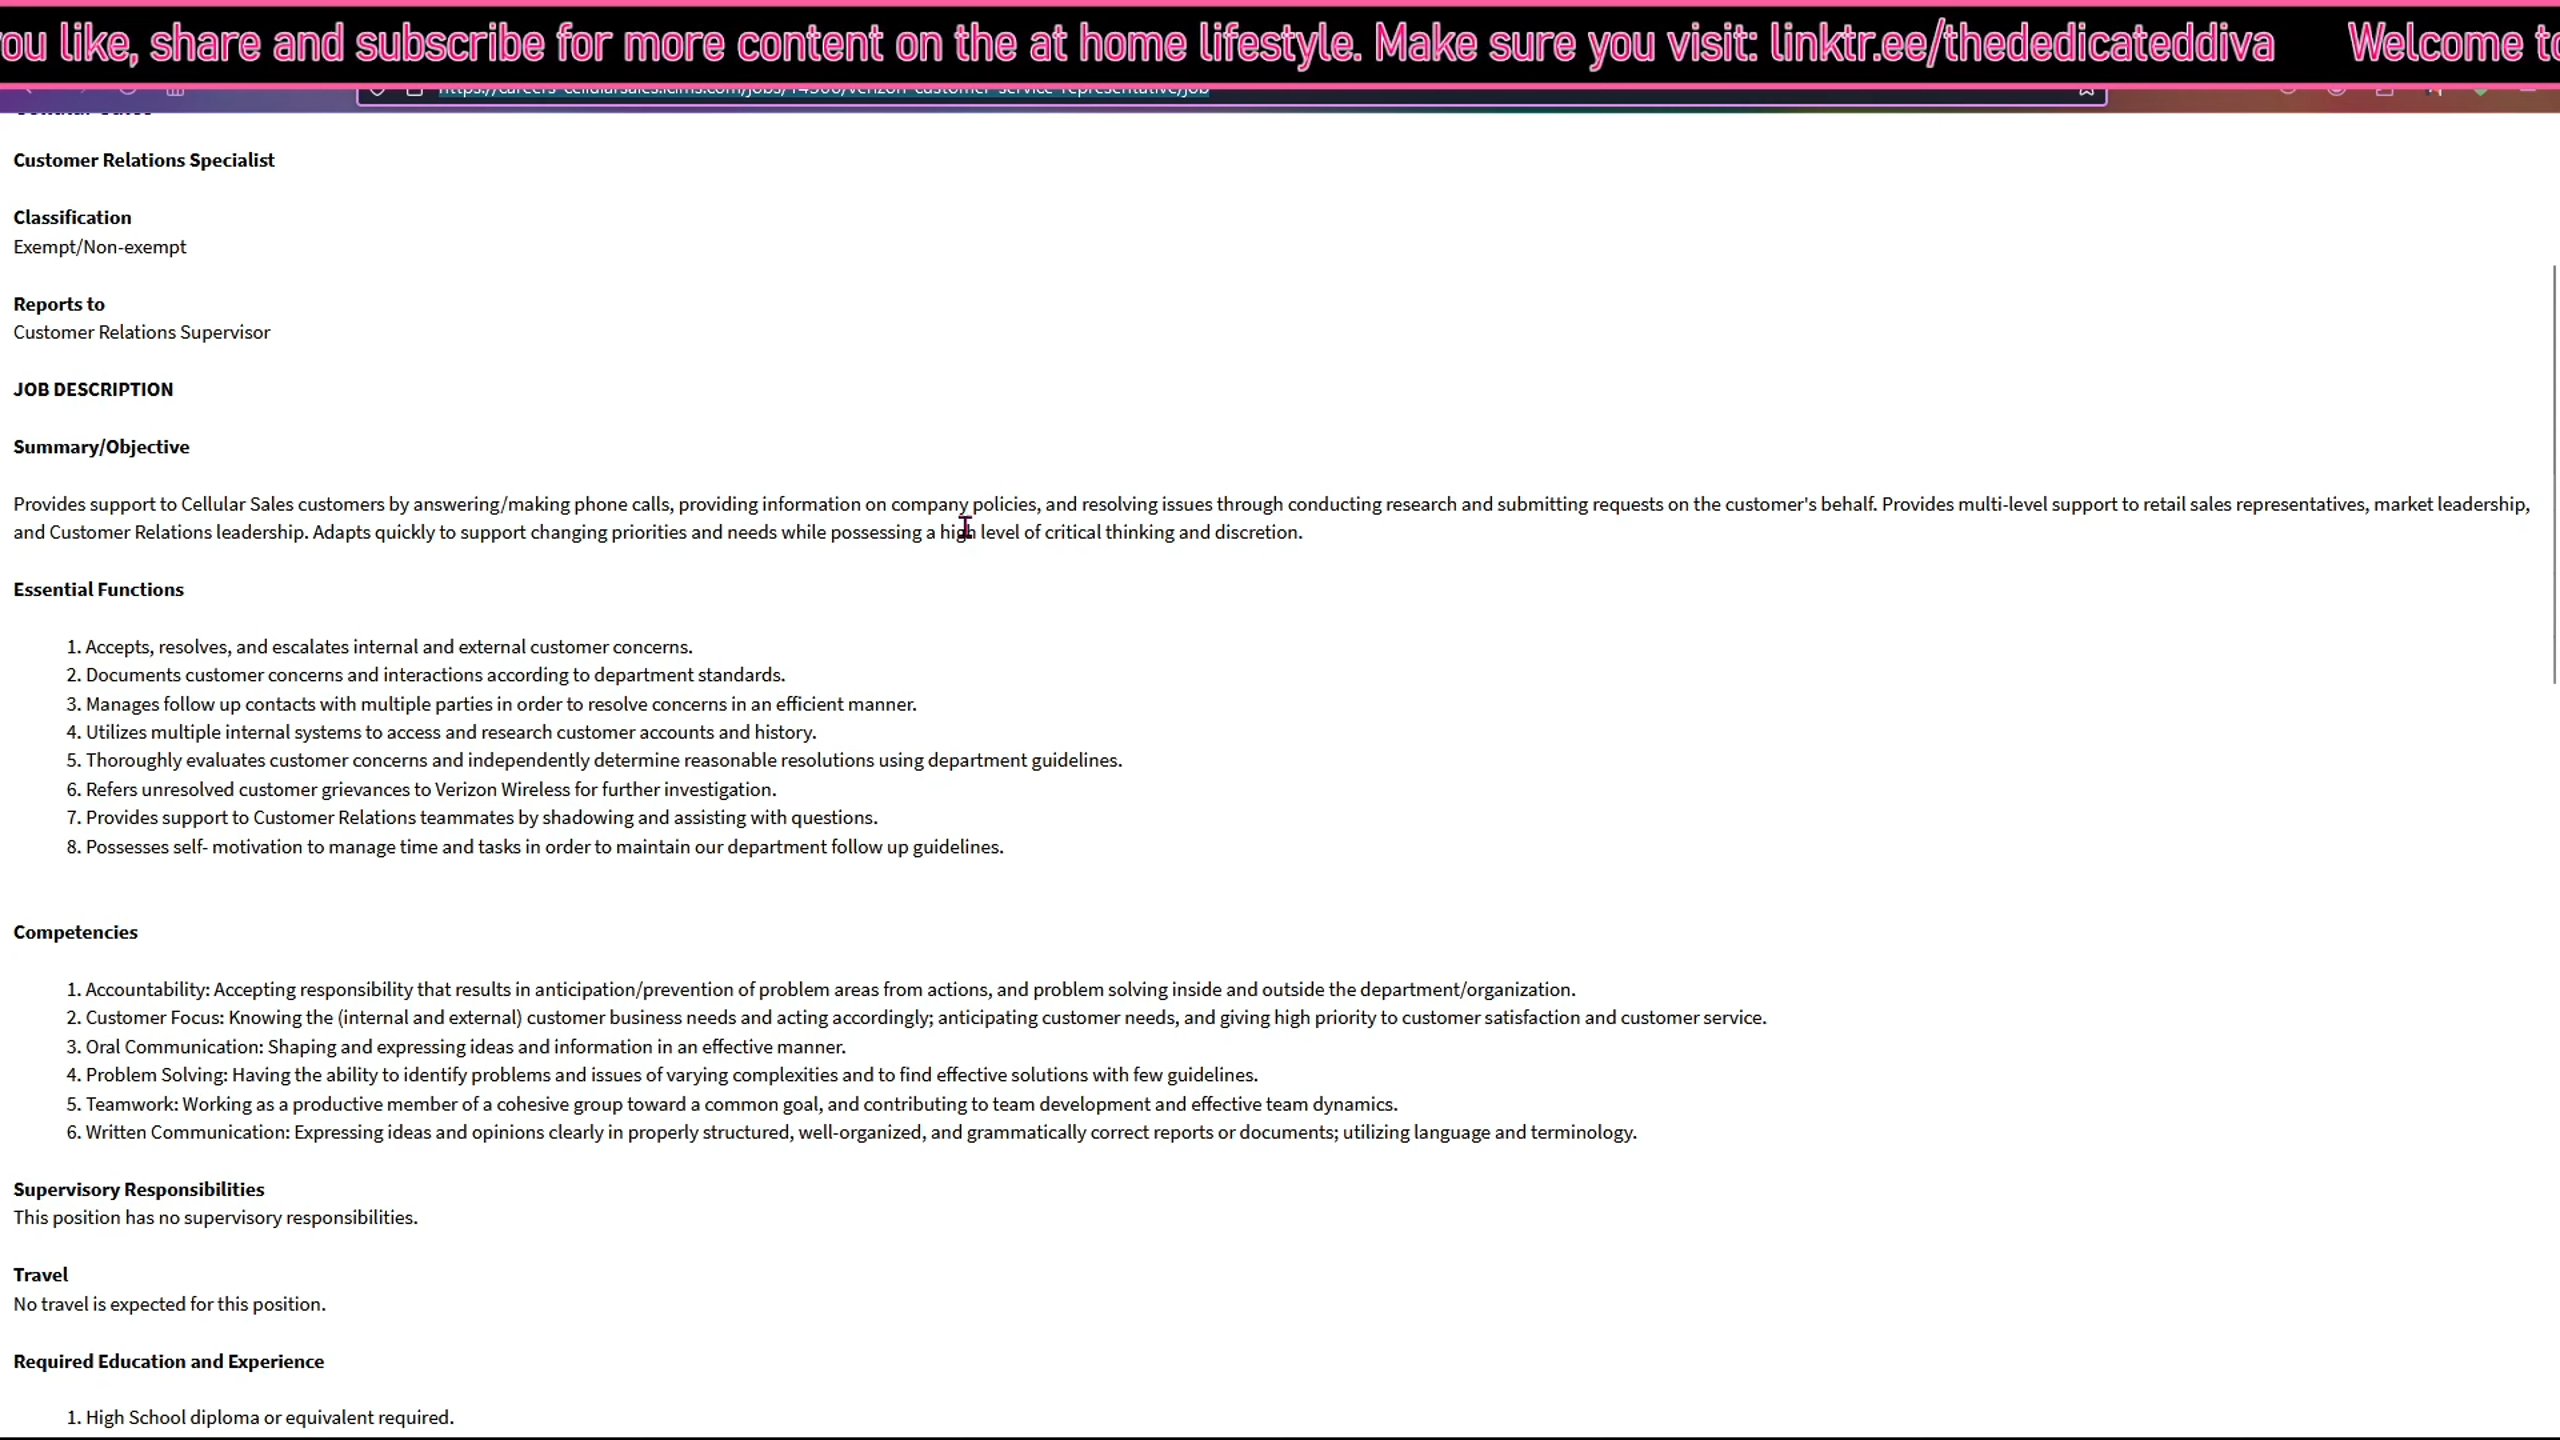 ou like, share and subscribe for more content on the at home lifestyle. Make sure you visit: linktr.ee/thededicateddiva Welcome to
Customer Relations Specialist
Classification
Exempt/Non-exempt
Reports to
Customer Relations Supervisor
JOB DESCRIPTION
Summary/Objective
Provides support to Cellular Sales customers by answering/making phone calls, providing information on company policies, and resolving issues through conducting research and submitting requests on the customer's behalf. Provides multi-level support to retail sales representatives, market leadership,
and Customer Relations leadership. Adapts quickly to support changing priorities and needs while possessing a high level of critical thinking and discretion.
Essential Functions
1. Accepts, resolves, and escalates internal and external customer concerns.
2. Documents customer concerns and interactions according to department standards.
3. Manages follow up contacts with multiple parties in order to resolve concerns in an efficient manner.
4. Utilizes multiple internal systems to access and research customer accounts and history.
5. Thoroughly evaluates customer concerns and independently determine reasonable resolutions using department guidelines.
6. Refers unresolved customer grievances to Verizon Wireless for further investigation.
7. Provides support to Customer Relations teammates by shadowing and assisting with questions.
8. Possesses self- motivation to manage time and tasks in order to maintain our department follow up guidelines.
Competencies
1. Accountability: Accepting responsibility that results in anticipation/prevention of problem areas from actions, and problem solving inside and outside the department/organization.
2. Customer Focus: Knowing the (internal and external) customer business needs and acting accordingly; anticipating customer needs, and giving high priority to customer satisfaction and customer service.
3. Oral Communication: Shaping and expressing ideas and information in an effective manner.
4. Problem Solving: Having the ability to identify problems and issues of varying complexities and to find effective solutions with few guidelines.
5. Teamwork: Working as a productive member of a cohesive group toward a common goal, and contributing to team development and effective team dynamics.
6. Written Communication: Expressing ideas and opinions clearly in properly structured, well-organized, and grammatically correct reports or documents; utilizing language and terminology.
Supervisory Responsibilities
This position has no supervisory responsibilities.
Travel
No travel is expected for this position.
Required Education and Experience
1. High School diploma or equivalent required.